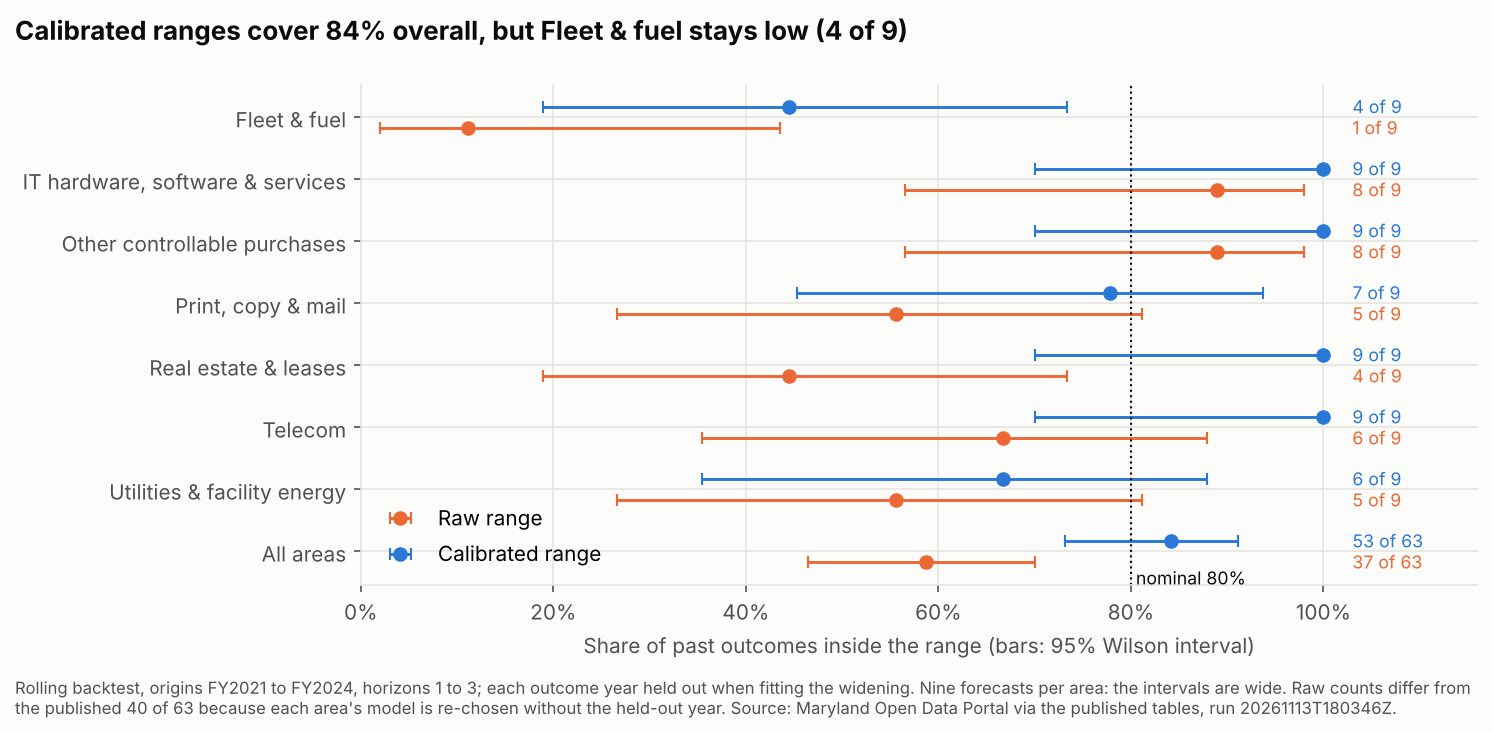 Calibrated ranges cover 84% overall, but Fleet & fuel stays low (4 of 9)
Fleet & fuel
4 of 9
1 of 9
IT hardware, software & services
9 of 9
8 of 9
Other controllable purchases
9 of 9
8 of 9
Print, copy & mail
7 of 9
5 of 9
Real estate & leases
9 of 9
4 of 9
Telecom
9 of 9
6 of 9
Utilities & facility energy
6 of 9
5 of 9
Raw range
Calibrated range
All areas
53 of 63
37 of 63
nominal 80%
0% 20% 40% 60% 80% 100%
Share of past outcomes inside the range (bars: 95% Wilson interval)
Rolling backtest, origins FY2021 to FY2024, horizons 1 to 3; each outcome year held out when fitting the widening. Nine forecasts per area: the intervals are wide. Raw counts differ from
the published 40 of 63 because each area's model is re-chosen without the held-out year. Source: Maryland Open Data Portal via the published tables, run 20261113T180346Z.